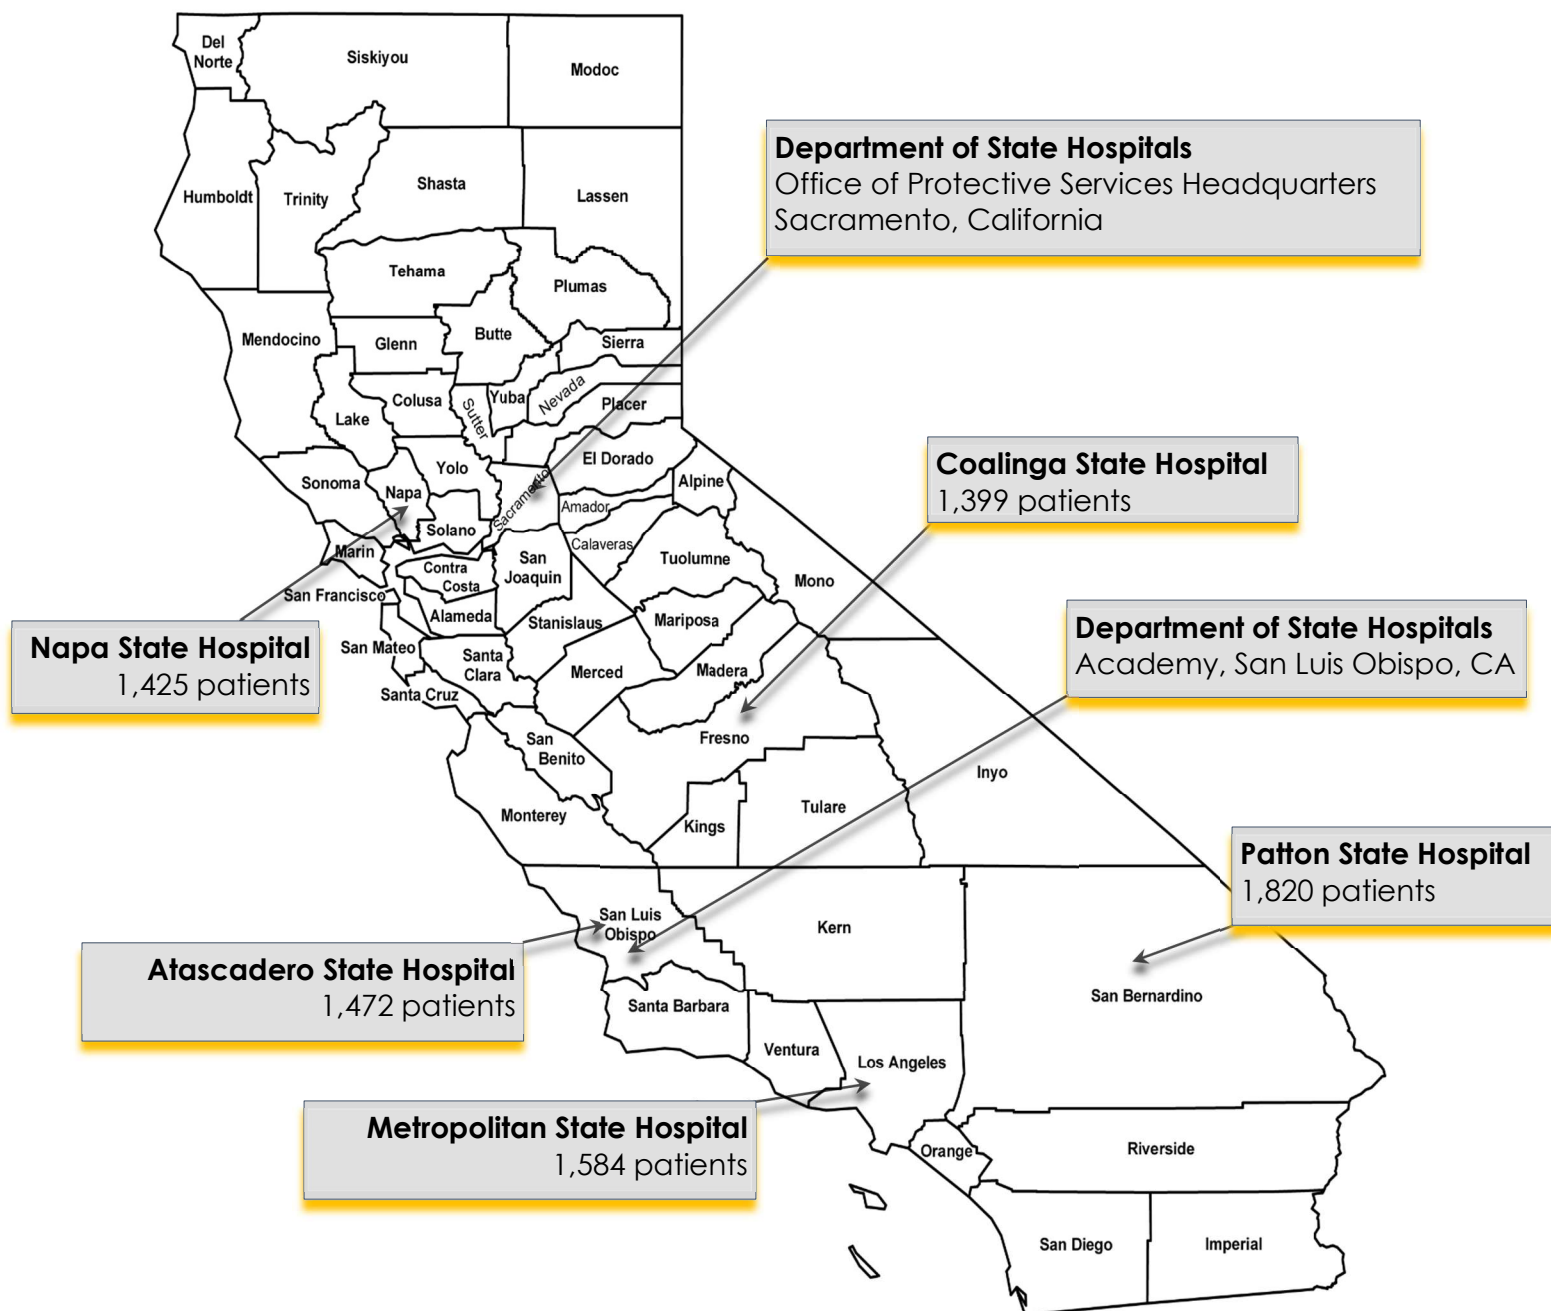 Del
Norte
Siskiyou
Modoc
Humboldt
Trinity
Shasta
Lassen
Department of State Hospitals
Office of Protective Services Headquarters
Sacramento, California
Tehama
Plumas
Mendocino
Glenn
Butte
Sierra
Lake
Colusa
Sutter
Yuba
Nevada
Placer
Sonoma
Napa
Yolo
Solano
Sacramento
El Dorado
Amador
Alpine
Calaveras
Coalinga State Hospital
1,399 patients
Marin
San Francisco
Contra
Costa
Alameda
San
Joaquin
Stanislaus
Tuolumne
Mono
Mariposa
Napa State Hospital
1,425 patients
San Mateo
Santa Cruz
Santa
Clara
Merced
Madera
Department of State Hospitals
Academy, San Luis Obispo, CA
San
Benito
Fresno
Monterey
Kings
Tulare
Inyo
Patton State Hospital
1,820 patients
San Luis
Obispo
Kern
San Bernardino
Atascadero State Hospital
1,472 patients
Santa Barbara
Ventura
Los Angeles
Metropolitan State Hospital
1,584 patients
Orange
Riverside
San Diego
Imperial